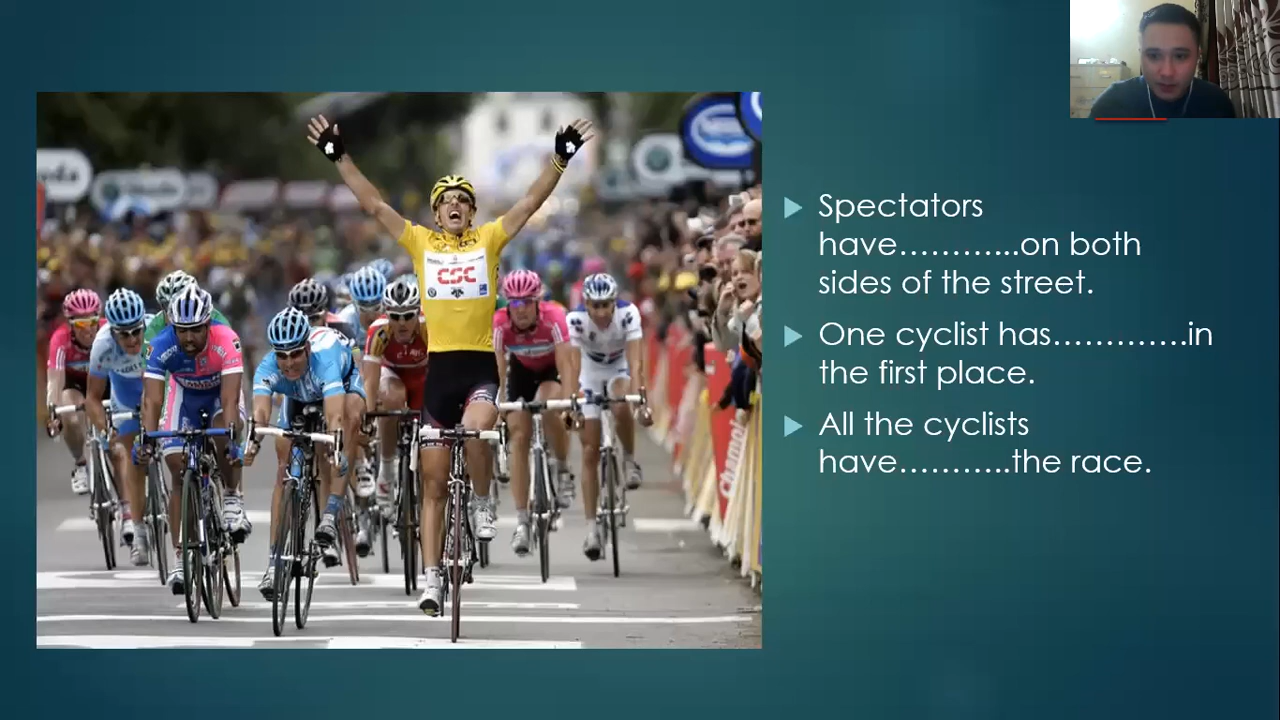 Spectators
have………...on both
sides of the street.
One cyclist has………….in
the first place.
All the cyclists
have………..the race.
CSC
Champion